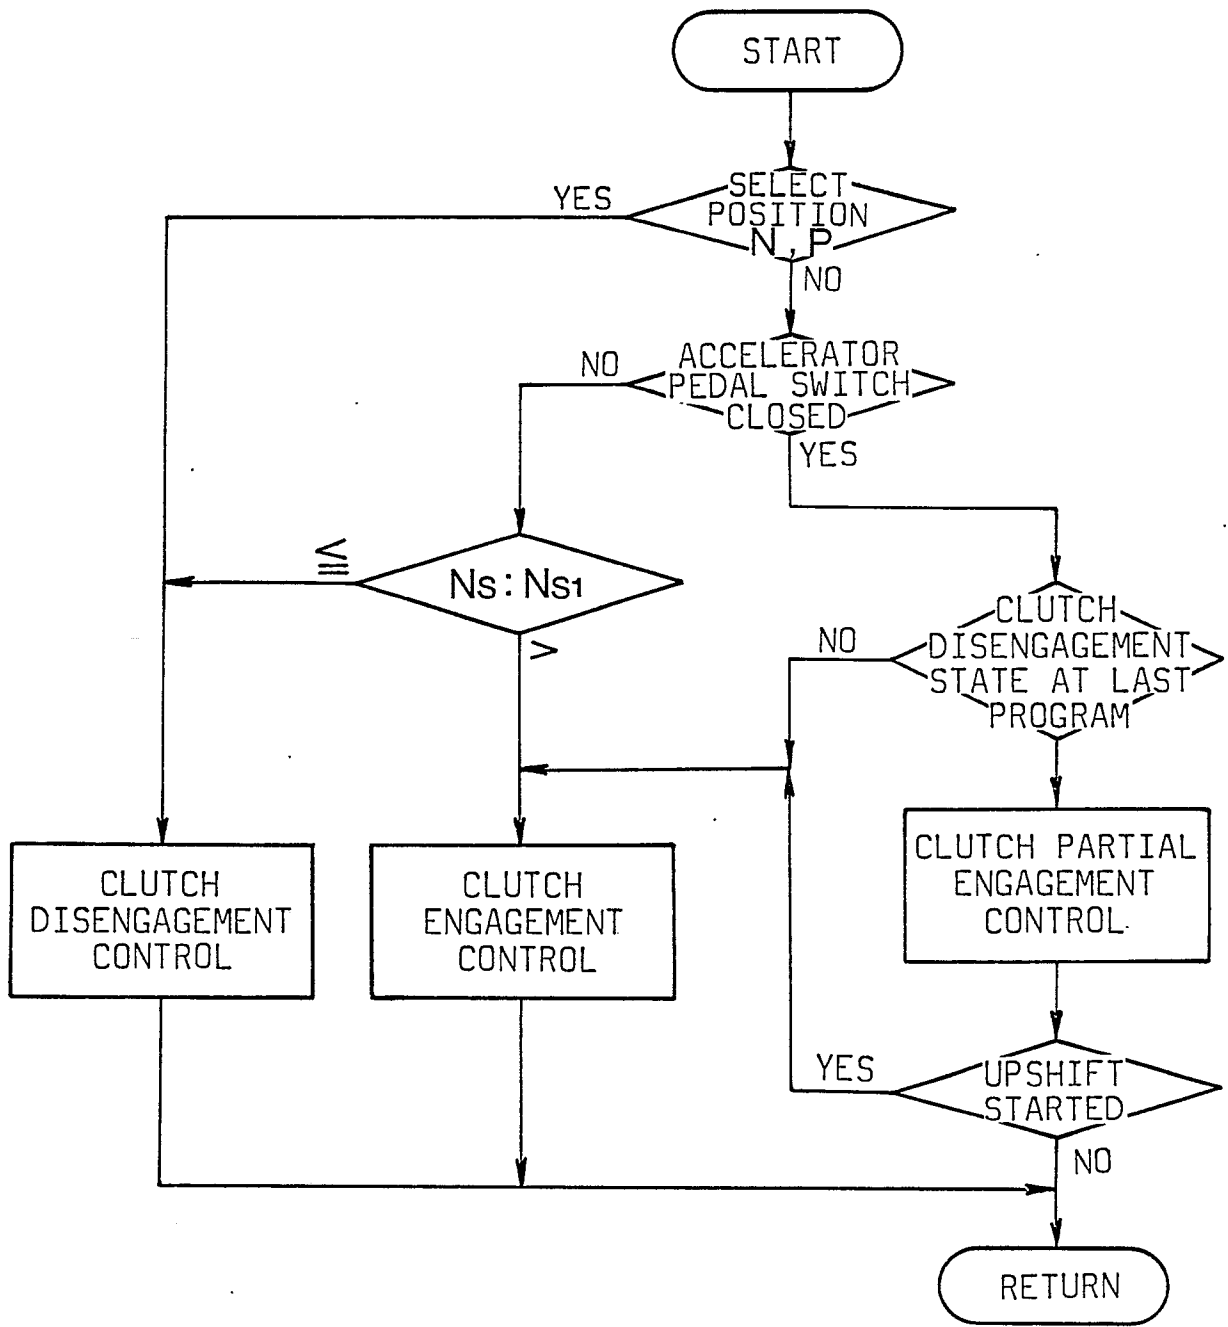 START
YES
SELECT
POSITION
N, P
NO
NO
ACCELERATOR
PEDAL SWITCH
CLOSED
YES
≦
Ns : Ns1
>
NO
CLUTCH
DISENGAGEMENT
STATE AT LAST
PROGRAM
CLUTCH
DISENGAGEMENT
CONTROL
CLUTCH
ENGAGEMENT
CONTROL
CLUTCH PARTIAL
ENGAGEMENT
CONTROL
YES
UPSHIFT
STARTED
NO
RETURN